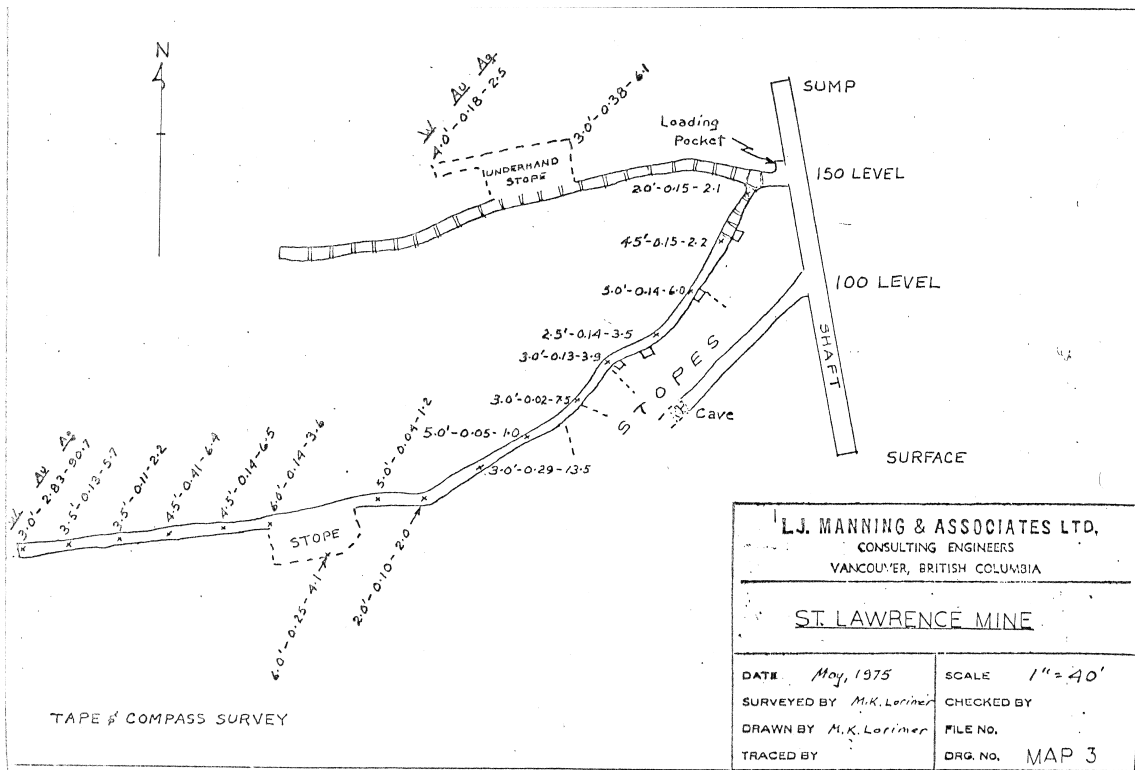 N
W Au Ag
4.0'-0.18-2.5
3.0'-0.38-6.1
UNDERHAND
STOPE
Loading
Pocket
SUMP
150 LEVEL
2.0'-0.15-2.1
4.5'-0.15-2.2
100 LEVEL
5.0'-0.14-6.0
2.5'-0.14-3.5
3.0'-0.13-3.9
3.0'-0.02-7.5
5.0'-0.05-1.0
3.0'-0.29-13.5
STOPES
Cave
SHAFT
SURFACE
W Au Ag
3.0'-2.83-90.7
3.5'-0.13-5.7
3.5'-0.11-2.2
4.5'-0.41-6.4
4.5'-0.14-6.5
6.0'-0.14-3.6
5.0'-0.04-1.2
STOPE
6.0'-0.25-4.1
2.0'-0.10-2.0
TAPE & COMPASS SURVEY
L.J. MANNING & ASSOCIATES LTD.
CONSULTING ENGINEERS
VANCOUVER, BRITISH COLUMBIA
ST. LAWRENCE MINE
DATE May, 1975
SCALE 1"=40'
SURVEYED BY M.K. Lorimer
CHECKED BY
DRAWN BY M.K. Lorimer
FILE NO.
TRACED BY
DRG. NO. MAP 3